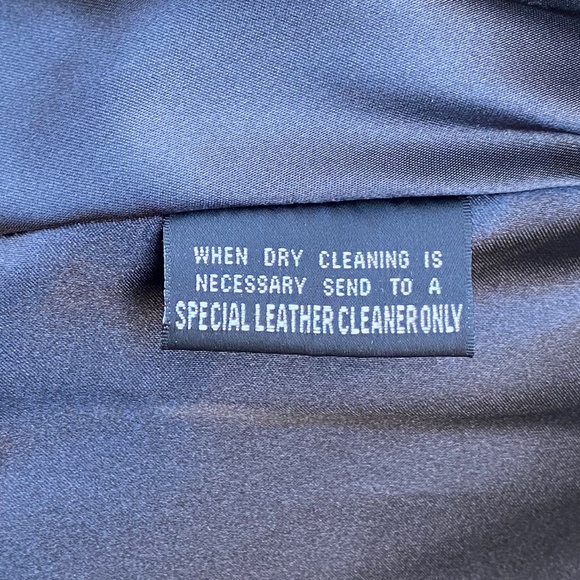 WHEN DRY CLEANING IS
NECESSARY SEND TO A
SPECIAL LEATHER CLEANER ONLY